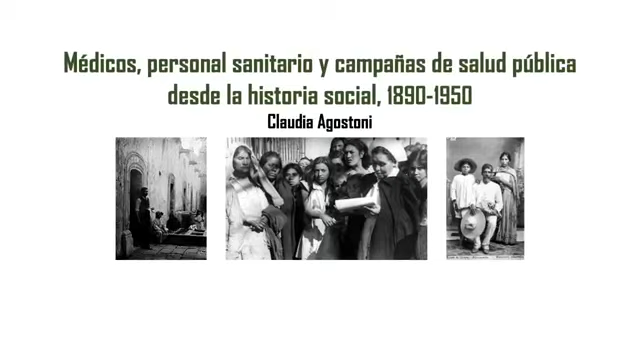 Médicos, personal sanitario y campañas de salud pública
desde la historia social, 1890-1950
Claudia Agostoni